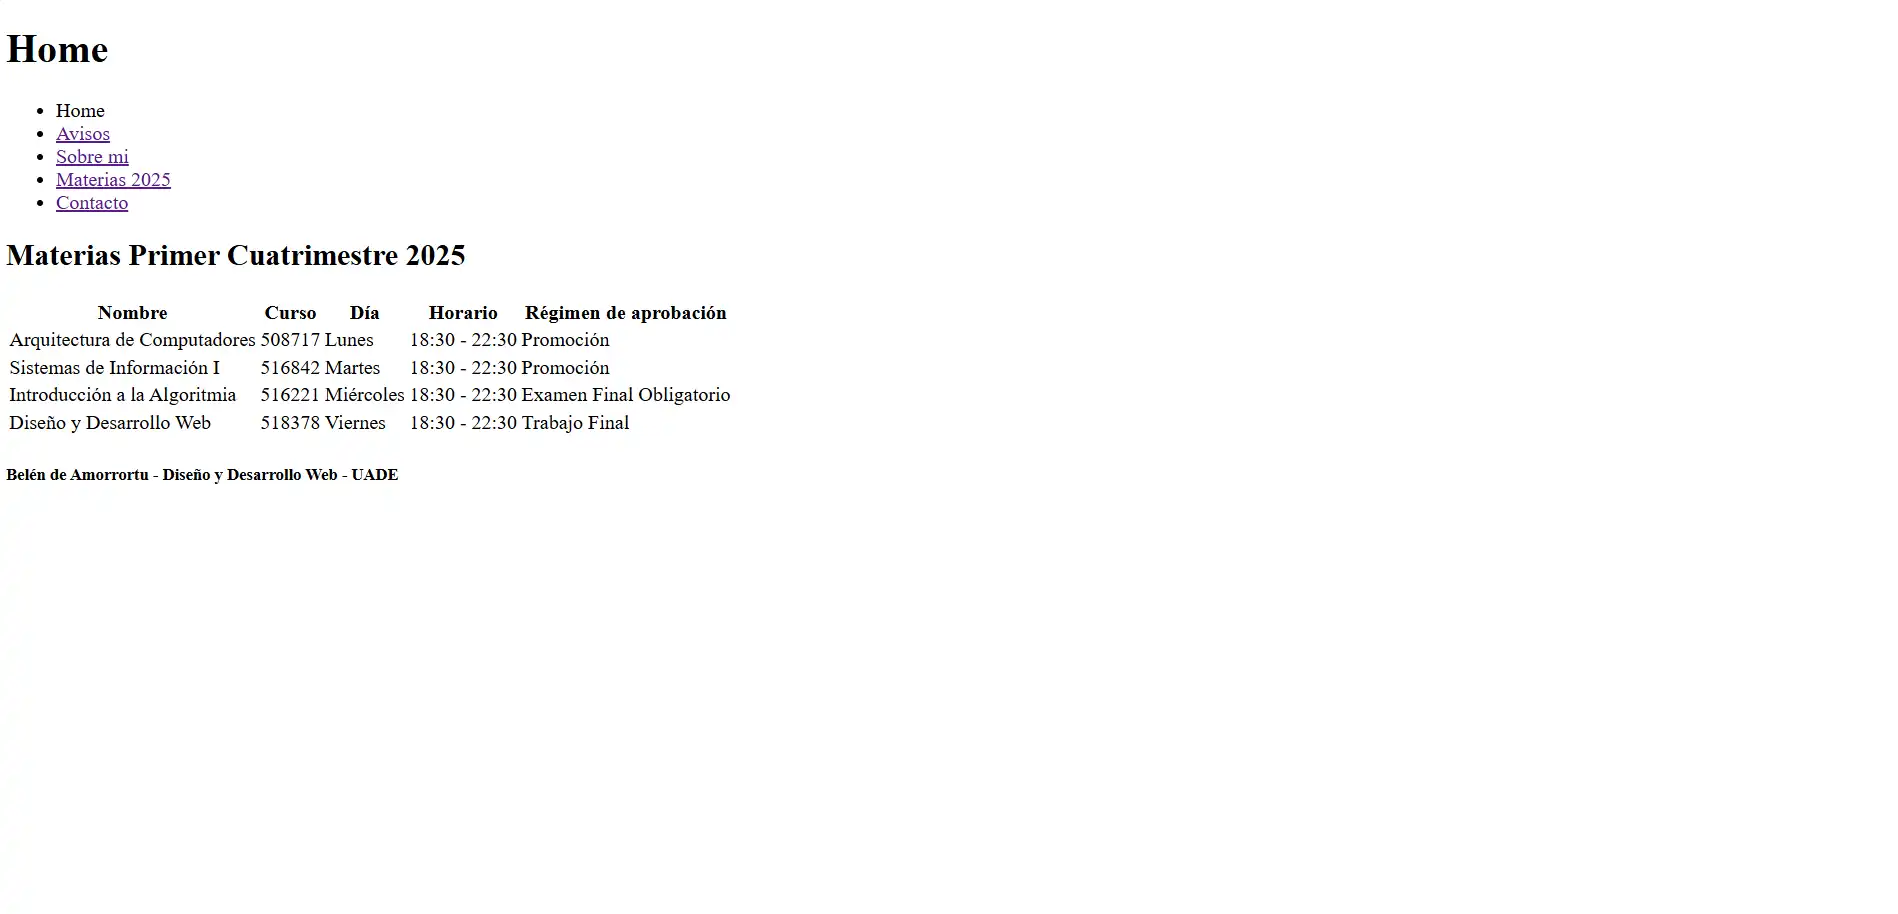 Home
Home
Avisos
Sobre mi
Materias 2025
Contacto
Materias Primer Cuatrimestre 2025
Nombre Curso Día Horario Régimen de aprobación
Arquitectura de Computadores 508717 Lunes 18:30 - 22:30 Promoción
Sistemas de Información I 516842 Martes 18:30 - 22:30 Promoción
Introducción a la Algoritmia 516221 Miércoles 18:30 - 22:30 Examen Final Obligatorio
Diseño y Desarrollo Web 518378 Viernes 18:30 - 22:30 Trabajo Final
Belén de Amorrortu - Diseño y Desarrollo Web - UADE